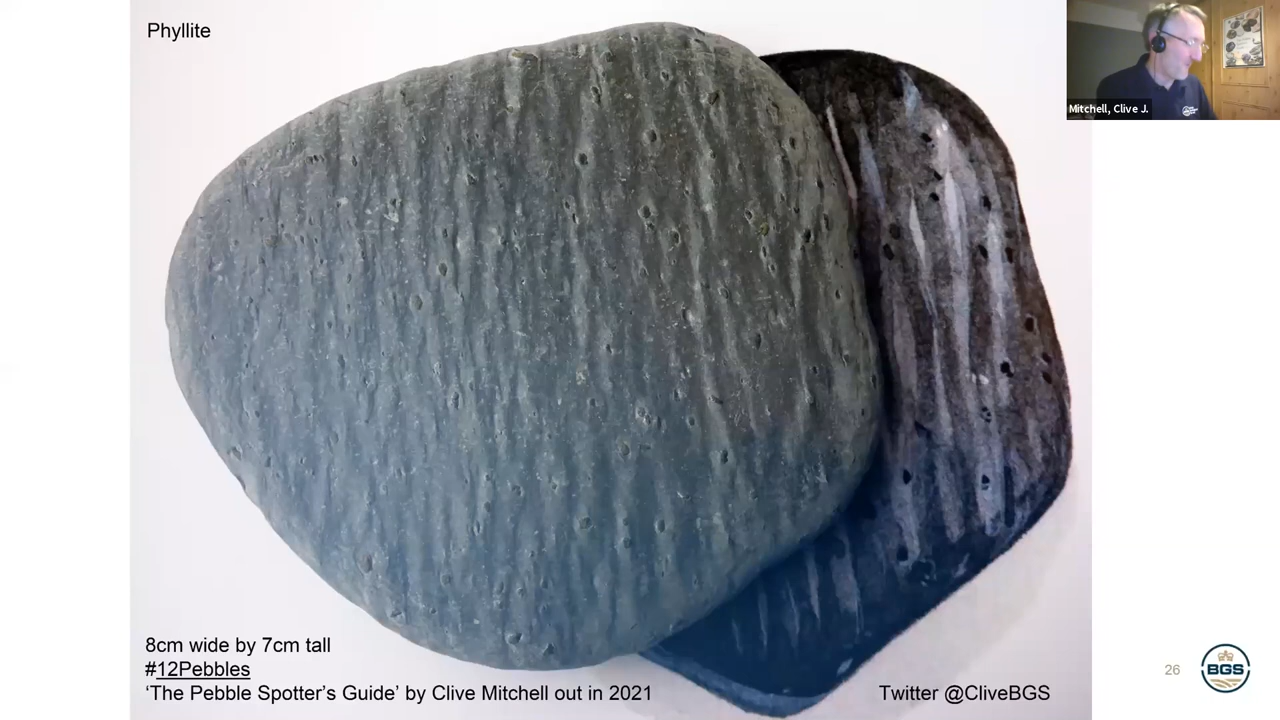 Phyllite
Mitchell, Clive J.
8cm wide by 7cm tall
#12Pebbles
‘The Pebble Spotter’s Guide’ by Clive Mitchell out in 2021
Twitter @CliveBGS
26
BGS